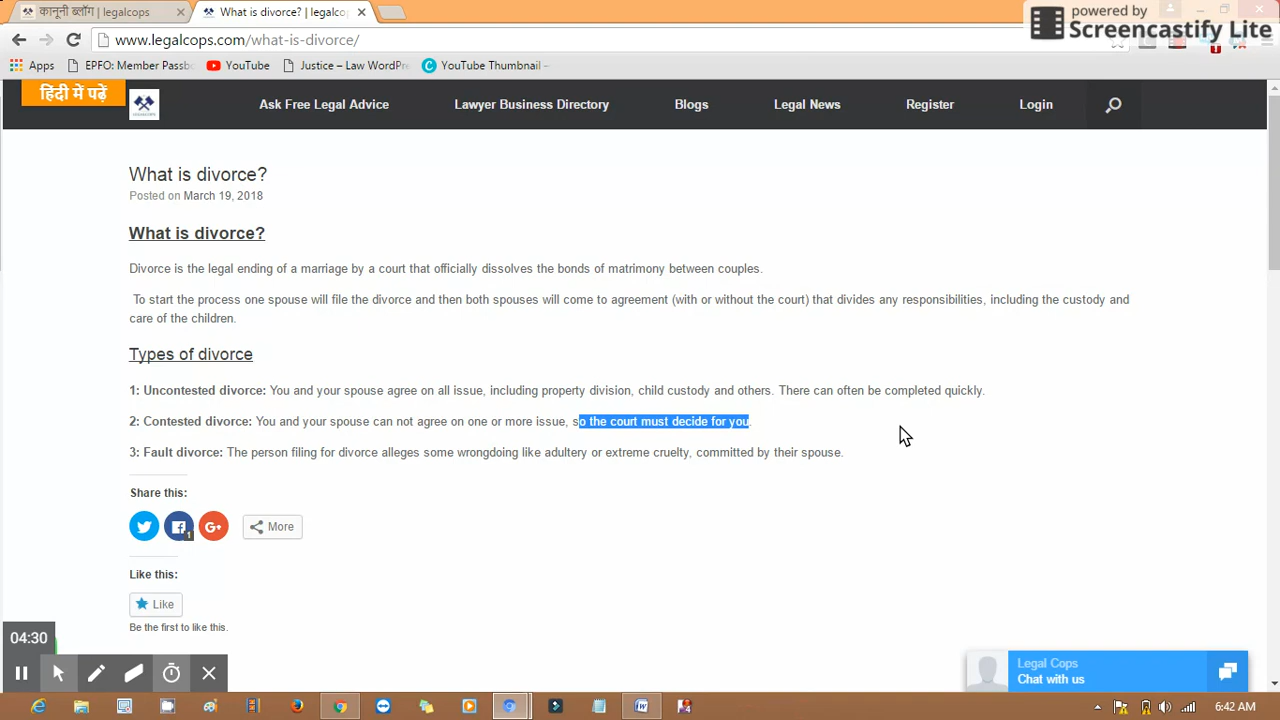 कानूनी ब्लॉग | legalcops
What is divorce? | legalco
powered by
Screencastify Lite
www.legalcops.com/what-is-divorce/
Apps EPFO: Member Passb YouTube Justice – Law WordPr YouTube Thumbnail –
हिंदी में पढ़ें
Ask Free Legal Advice Lawyer Business Directory Blogs Legal News Register Login
What is divorce?
Posted on March 19, 2018
What is divorce?
Divorce is the legal ending of a marriage by a court that officially dissolves the bonds of matrimony between couples.
To start the process one spouse will file the divorce and then both spouses will come to agreement (with or without the court) that divides any responsibilities, including the custody and
care of the children.
Types of divorce
1: Uncontested divorce: You and your spouse agree on all issue, including property division, child custody and others. There can often be completed quickly.
2: Contested divorce: You and your spouse can not agree on one or more issue, so the court must decide for you.
3: Fault divorce: The person filing for divorce alleges some wrongdoing like adultery or extreme cruelty, committed by their spouse.
Share this:
1
More
Like this:
Like
Be the first to like this.
04:30
Legal Cops
Chat with us
6:42 AM